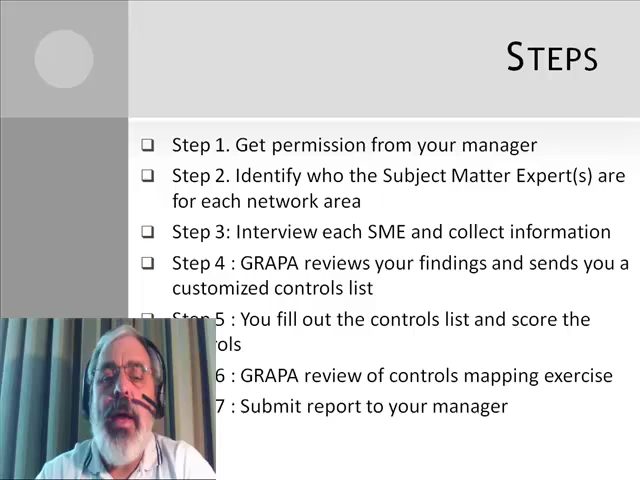 STEPS
Step 1. Get permission from your manager
Step 2. Identify who the Subject Matter Expert(s) are
for each network area
Step 3: Interview each SME and collect information
Step 4 : GRAPA reviews your findings and sends you a
customized controls list
Step 5 : You fill out the controls list and score the
rols
6 : GRAPA review of controls mapping exercise
7 : Submit report to your manager